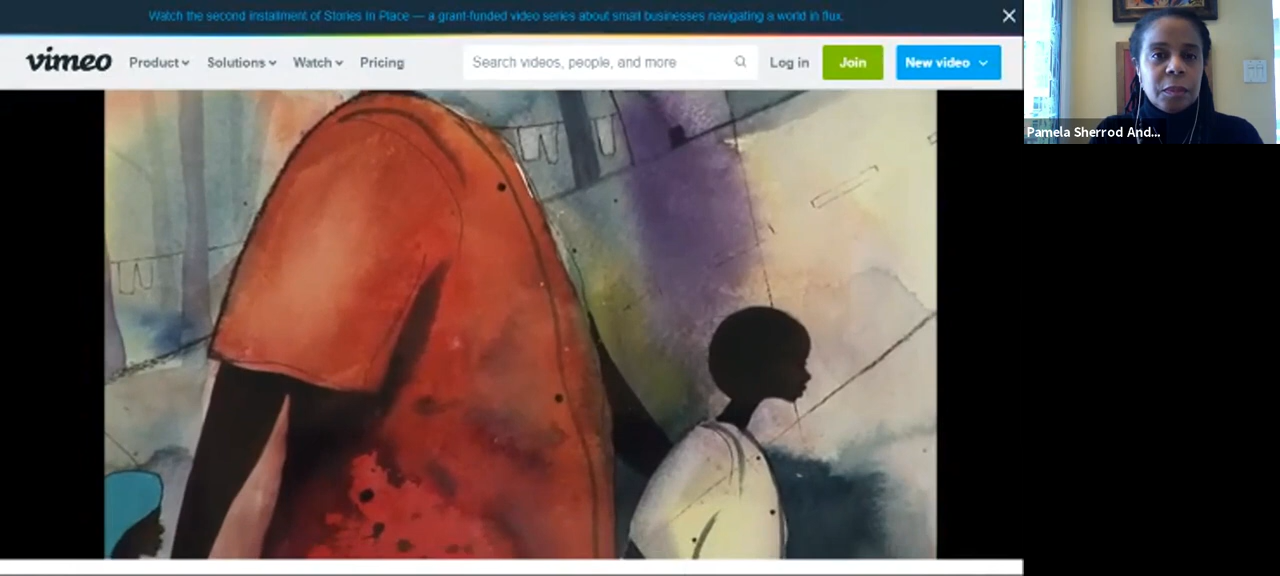 Watch the second installment of Stories In Place — a grant-funded video series about small businesses navigating a world in flux.
vimeo Product Solutions Watch Pricing Search videos, people, and more Log in Join New video
Pamela Sherrod And...